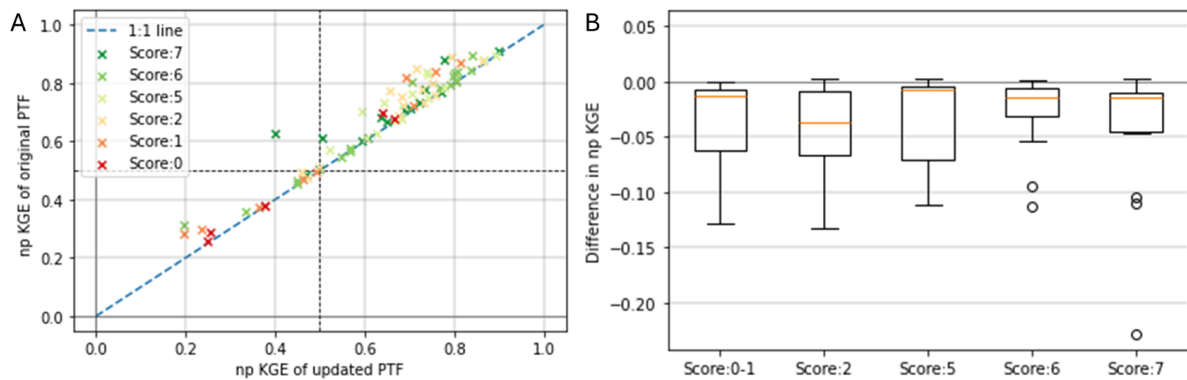 A
np KGE of original PTF
1.0
0.8
0.6
0.4
0.2
0.0
1:1 line
Score:7
Score:6
Score:5
Score:2
Score:1
Score:0
0.0 0.2 0.4 0.6 0.8 1.0
np KGE of updated PTF
B
Difference in np KGE
0.05
0.00
−0.05
−0.10
−0.15
−0.20
Score:0-1 Score:2 Score:5 Score:6 Score:7